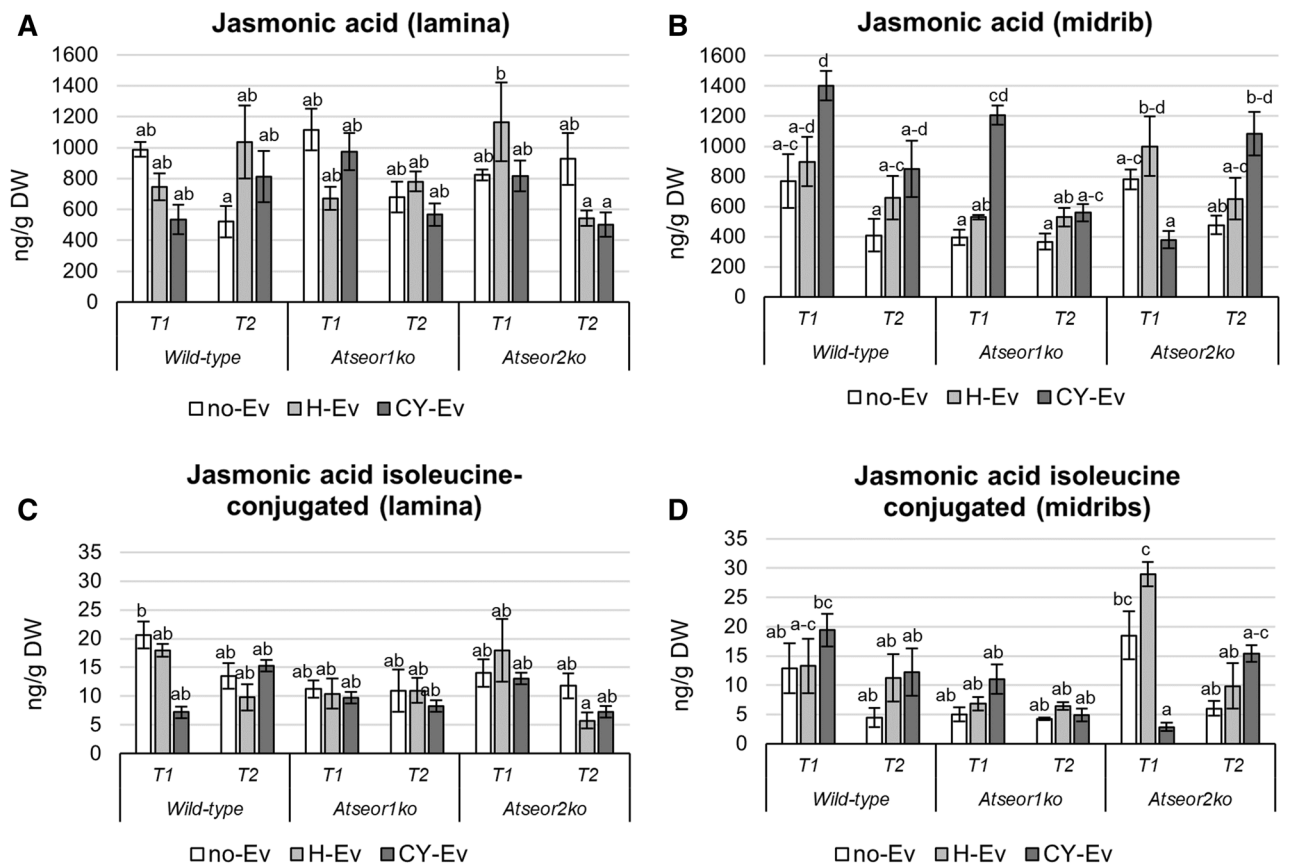 A
Jasmonic acid (lamina)
1600
1400
1200
1000
800
600
400
200
0
ng/g DW
ab ab ab a ab ab ab ab ab ab ab ab ab b ab ab a a
T1 T2 T1 T2 T1 T2
Wild-type Atseor1ko Atseor2ko
no-Ev H-Ev CY-Ev
B
Jasmonic acid (midrib)
1600
1400
1200
1000
800
600
400
200
0
ng/g DW
a-c a-d d a a-c a-d a ab cd a ab a-c a-c b-d a ab a-c b-d
T1 T2 T1 T2 T1 T2
Wild-type Atseor1ko Atseor2ko
no-Ev H-Ev CY-Ev
C
Jasmonic acid isoleucine-
conjugated (lamina)
35
30
25
20
15
10
5
0
ng/g DW
b ab ab ab ab ab ab ab ab ab ab ab ab ab ab ab a ab
T1 T2 T1 T2 T1 T2
Wild-type Atseor1ko Atseor2ko
no-Ev H-Ev CY-Ev
D
Jasmonic acid isoleucine
conjugated (midribs)
35
30
25
20
15
10
5
0
ng/g DW
ab a-c bc ab ab ab ab ab ab ab ab ab bc c a ab ab a-c
T1 T2 T1 T2 T1 T2
Wild-type Atseor1ko Atseor2ko
no-Ev H-Ev CY-Ev